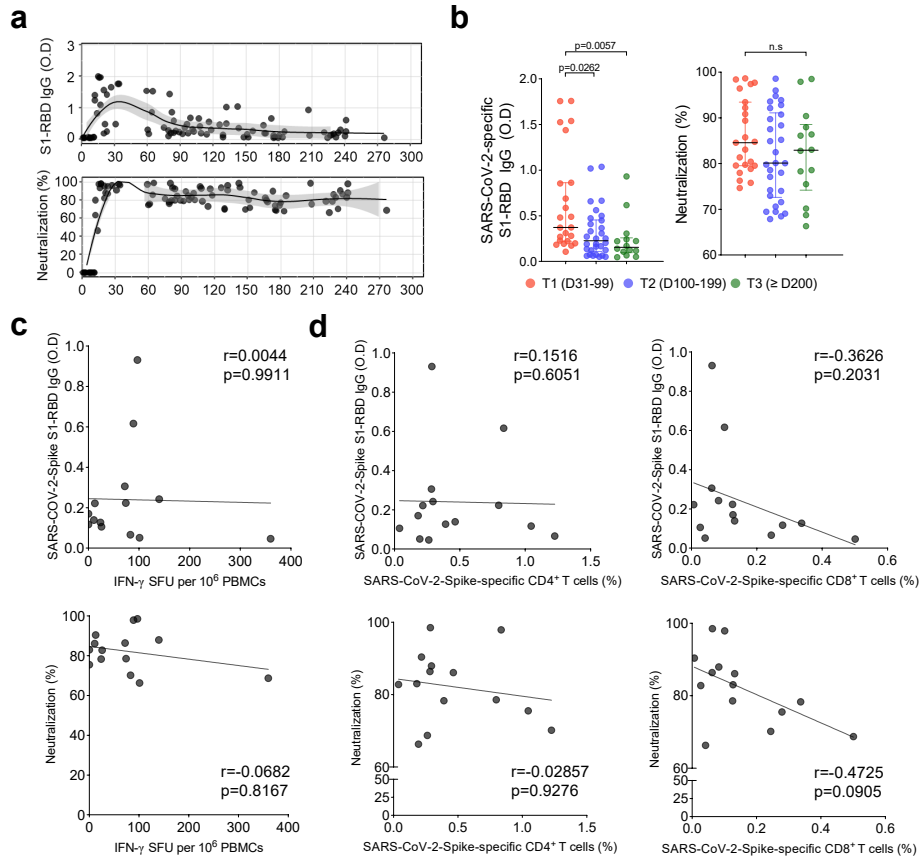 a
S1-RBD IgG (O.D)
3
2
1
0
0 30 60 90 120 150 180 210 240 270 300
Neutralization (%)
100
80
60
40
20
0
0 30 60 90 120 150 180 210 240 270 300
b
SARS-CoV-2-specific
S1-RBD IgG (O.D)
p=0.0057
p=0.0262
2.0
1.5
1.0
0.5
0.0
Neutralization (%)
n.s
100
90
80
70
60
T1 (D31-99) T2 (D100-199) T3 (≥ D200)
c
SARS-COV-2-Spike S1-RBD IgG (O.D)
r=0.0044
p=0.9911
1.0
0.8
0.6
0.4
0.2
0.0
0 100 200 300 400
IFN-γ SFU per 10⁶ PBMCs
Neutralization (%)
100
80
60
40
20
0
r=-0.0682
p=0.8167
0 100 200 300 400
IFN-γ SFU per 10⁶ PBMCs
d
SARS-COV-2-Spike S1-RBD IgG (O.D)
r=0.1516
p=0.6051
1.0
0.8
0.6
0.4
0.2
0.0
0.0 0.5 1.0 1.5
SARS-CoV-2-Spike-specific CD4⁺ T cells (%)
SARS-COV-2-Spike S1-RBD IgG (O.D)
r=-0.3626
p=0.2031
1.0
0.8
0.6
0.4
0.2
0.0
0.0 0.2 0.4 0.6
SARS-CoV-2-Spike-specific CD8⁺ T cells (%)
Neutralization (%)
100
90
80
70
60
50
25
0
r=-0.02857
p=0.9276
0.0 0.5 1.0 1.5
SARS-CoV-2-Spike-specific CD4⁺ T cells (%)
Neutralization (%)
100
90
80
70
60
50
25
0
r=-0.4725
p=0.0905
0.0 0.2 0.4 0.6
SARS-CoV-2-Spike-specific CD8⁺ T cells (%)